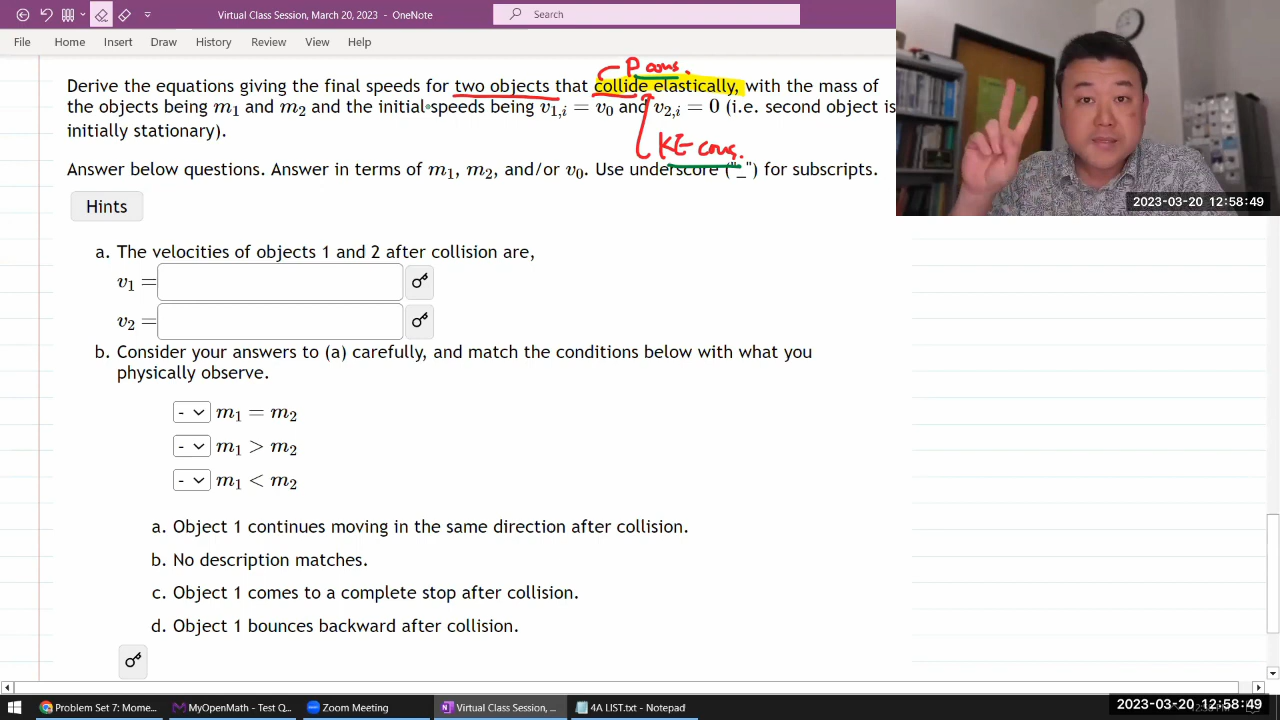 Virtual Class Session, March 20, 2023 - OneNote
Search
File Home Insert Draw History Review View Help
P cons.
Derive the equations giving the final speeds for two objects that collide elastically, with the mass of
the objects being m₁ and m₂ and the initial speeds being v₁,ᵢ = v₀ and v₂,ᵢ = 0 (i.e. second object is
initially stationary).
KE cons.
Answer below questions. Answer in terms of m₁, m₂, and/or v₀. Use underscore ("_") for subscripts.
Hints
a. The velocities of objects 1 and 2 after collision are,
v₁ =
v₂ =
b. Consider your answers to (a) carefully, and match the conditions below with what you
physically observe.
- m₁ = m₂
- m₁ > m₂
- m₁ < m₂
a. Object 1 continues moving in the same direction after collision.
b. No description matches.
c. Object 1 comes to a complete stop after collision.
d. Object 1 bounces backward after collision.
2023-03-20 12:58:49
Problem Set 7: Mome...
MyOpenMath - Test Q...
Zoom Meeting
Virtual Class Session, ...
4A LIST.txt - Notepad
2023-03-20 12:58:49